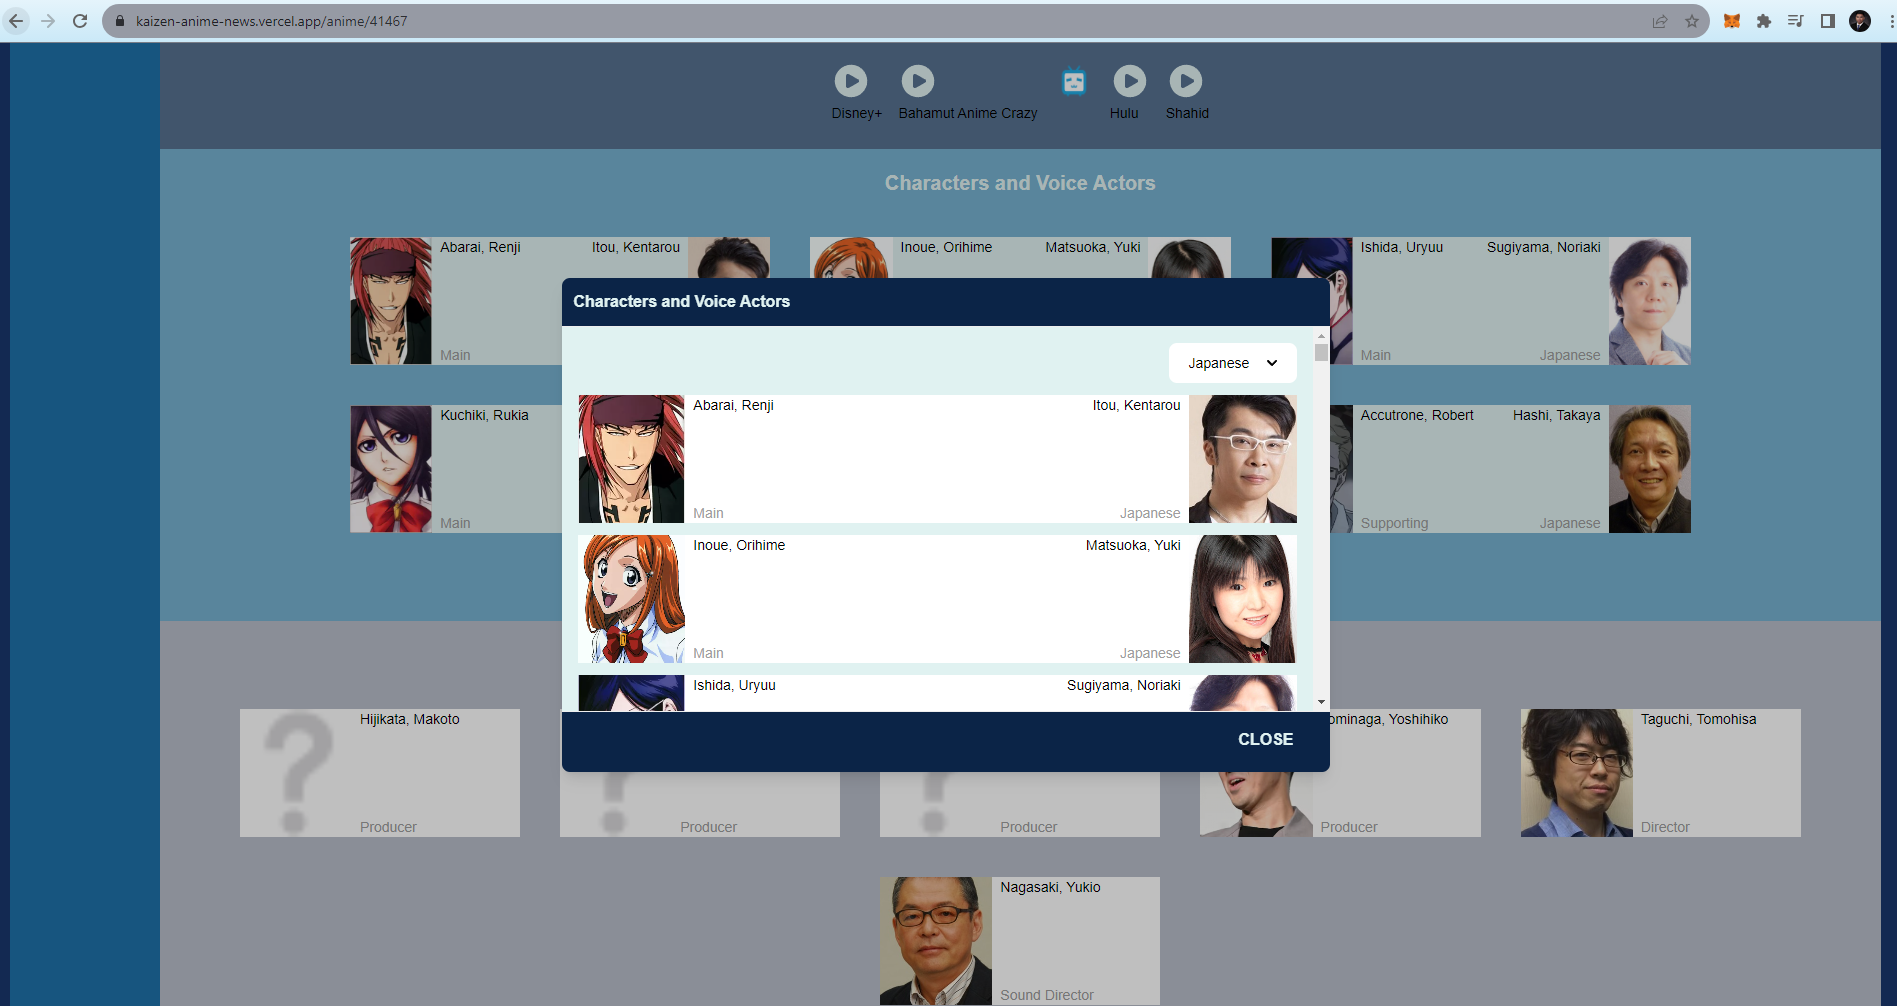 kaizen-anime-news.vercel.app/anime/41467
Disney+
Bahamut Anime Crazy
Hulu
Shahid
Characters and Voice Actors
Abarai, Renji
Itou, Kentarou
Main
Inoue, Orihime
Matsuoka, Yuki
Ishida, Uryuu
Sugiyama, Noriaki
Main
Japanese
Kuchiki, Rukia
Main
Accutrone, Robert
Hashi, Takaya
Supporting
Japanese
Characters and Voice Actors
Japanese
Abarai, Renji
Itou, Kentarou
Main
Japanese
Inoue, Orihime
Matsuoka, Yuki
Main
Japanese
Ishida, Uryuu
Sugiyama, Noriaki
CLOSE
Hijikata, Makoto
Producer
Producer
Producer
ominaga, Yoshihiko
Producer
Taguchi, Tomohisa
Director
Nagasaki, Yukio
Sound Director